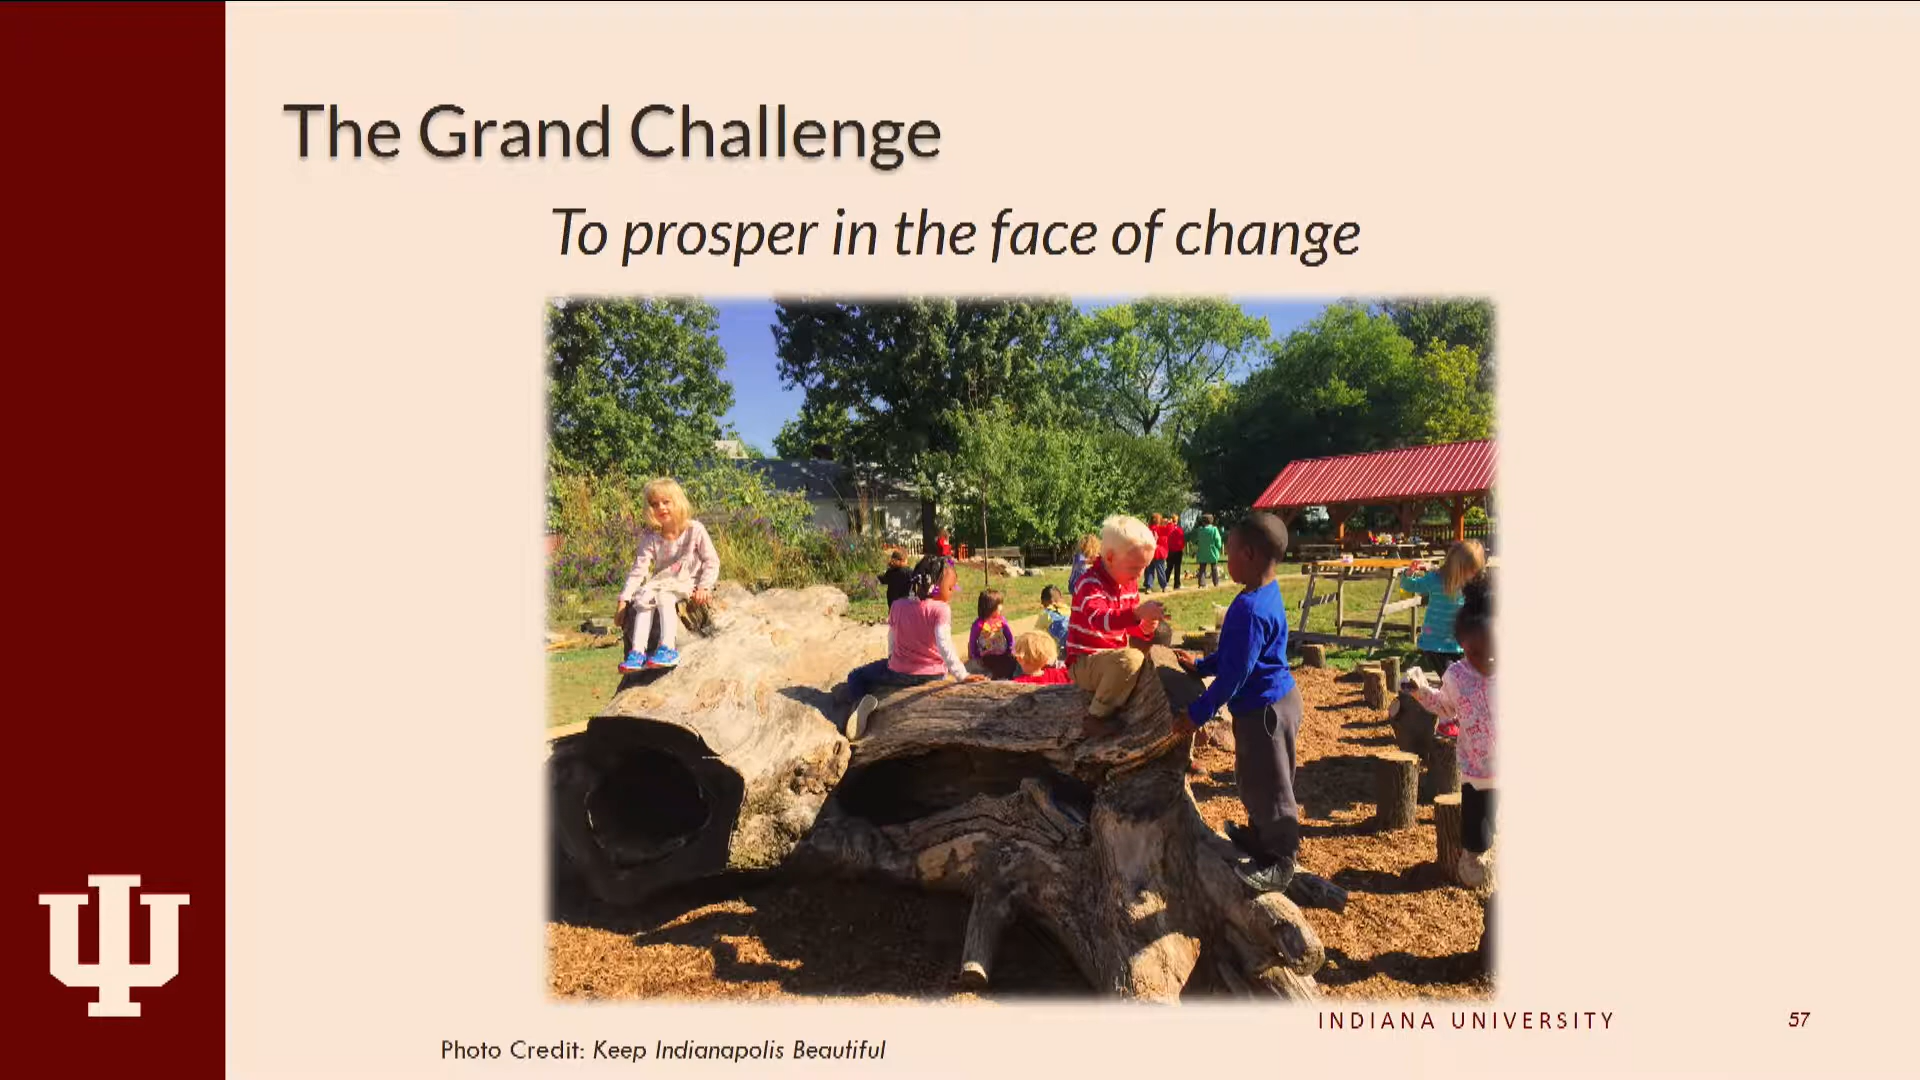 The Grand Challenge
To prosper in the face of change
INDIANA UNIVERSITY
57
Photo Credit: Keep Indianapolis Beautiful